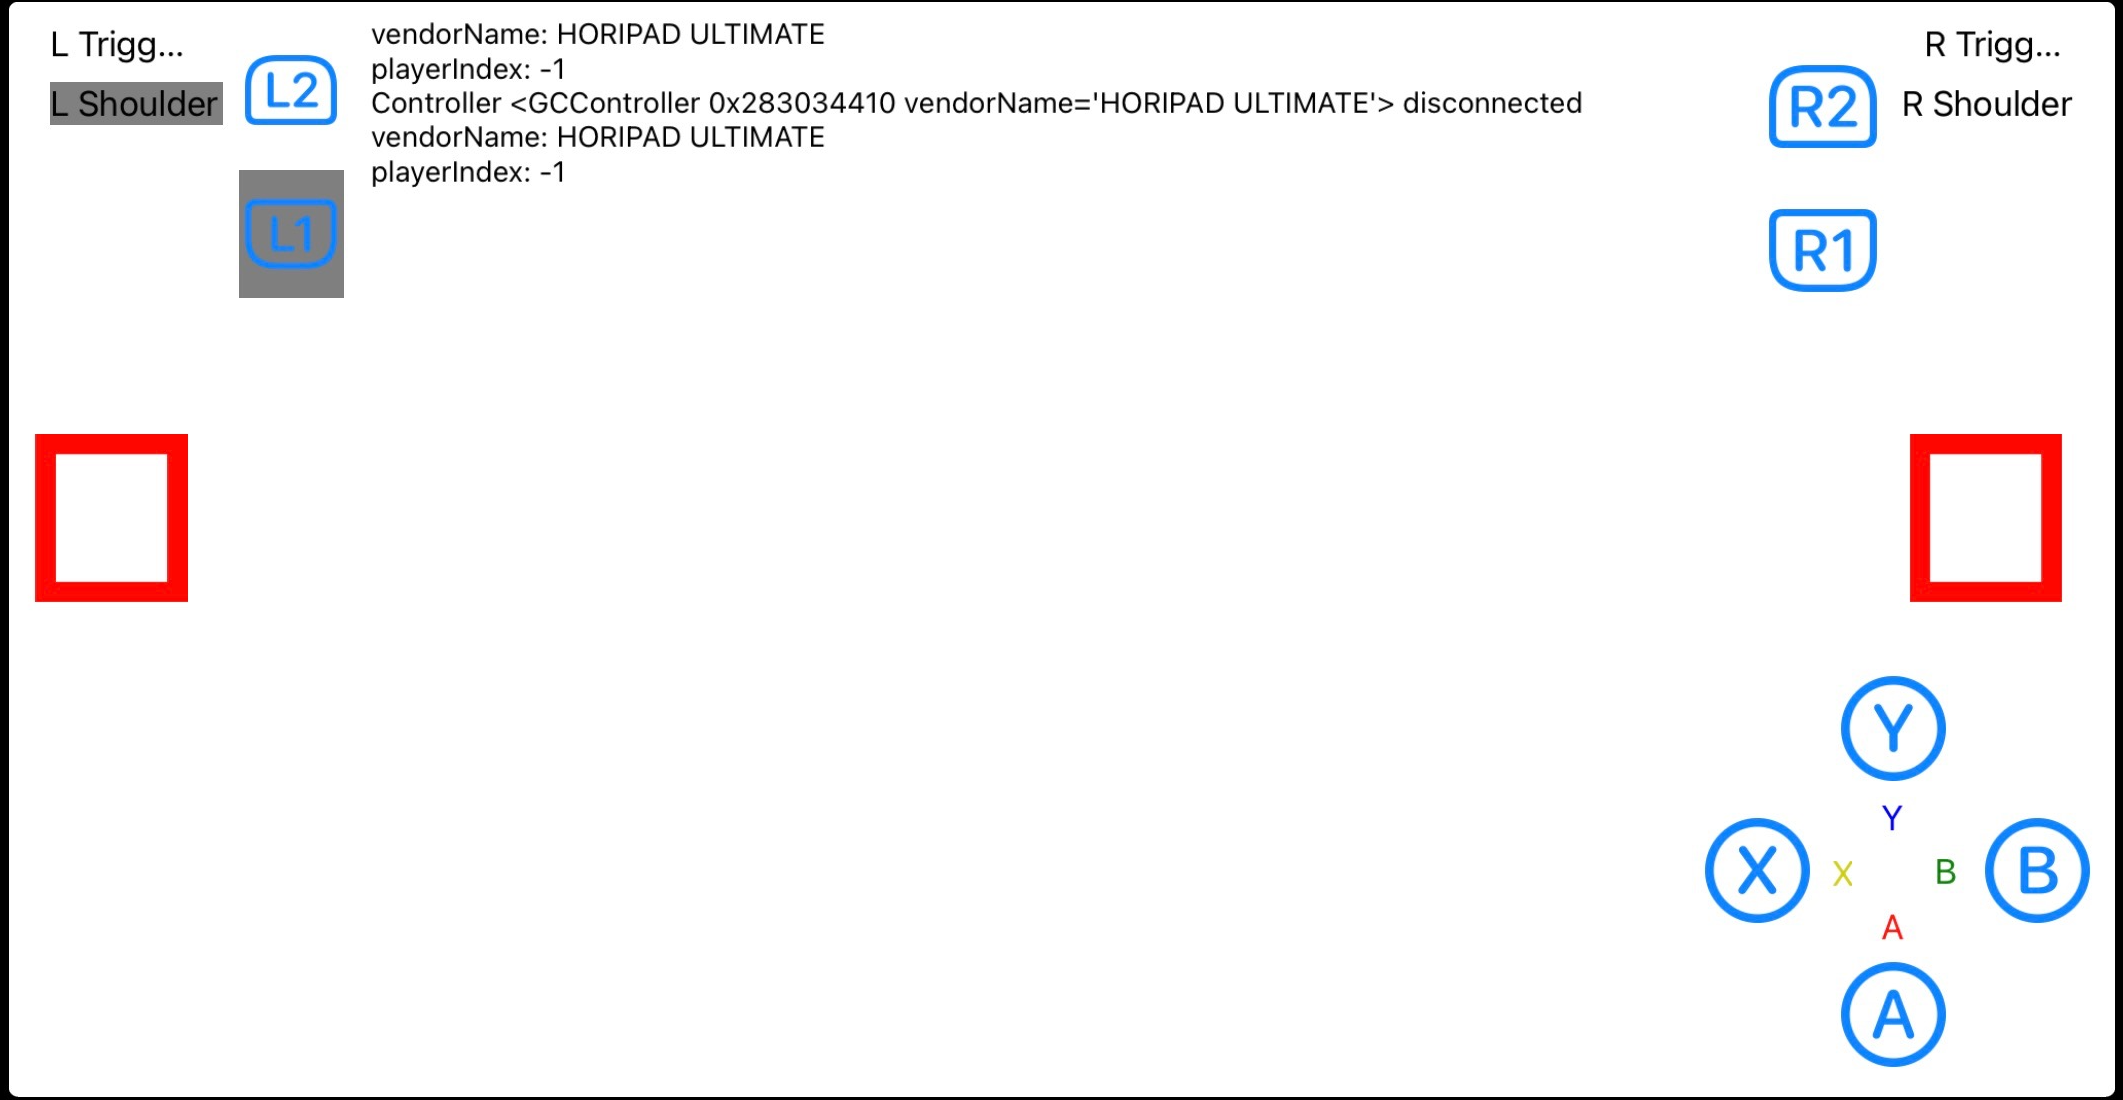 L Trigg...
L Shoulder
L2
L1
vendorName: HORIPAD ULTIMATE
playerIndex: -1
Controller <GCController 0x283034410 vendorName='HORIPAD ULTIMATE'> disconnected
vendorName: HORIPAD ULTIMATE
playerIndex: -1
R Trigg...
R2
R Shoulder
R1
Y
Y
X
X
B
B
A
A